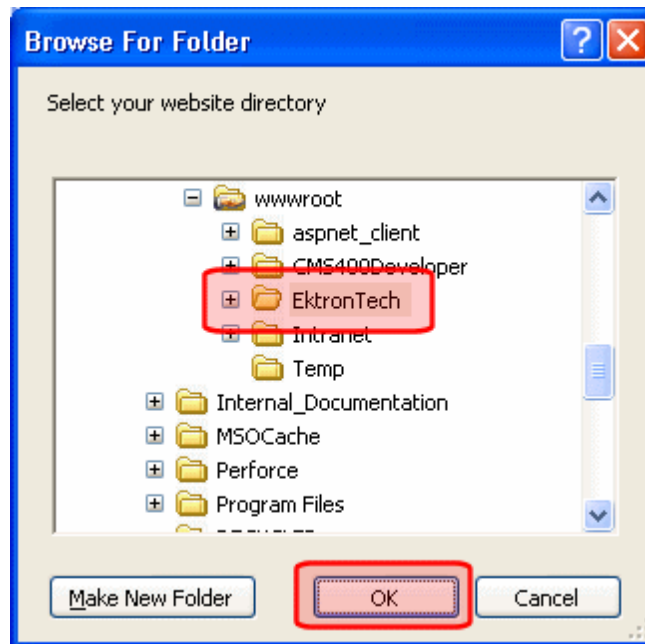 Browse For Folder
Select your website directory
wwwroot
aspnet_client
CMS400Developer
EktronTech
Intranet
Temp
Internal_Documentation
MSOCache
Perforce
Program Files
Make New Folder OK Cancel